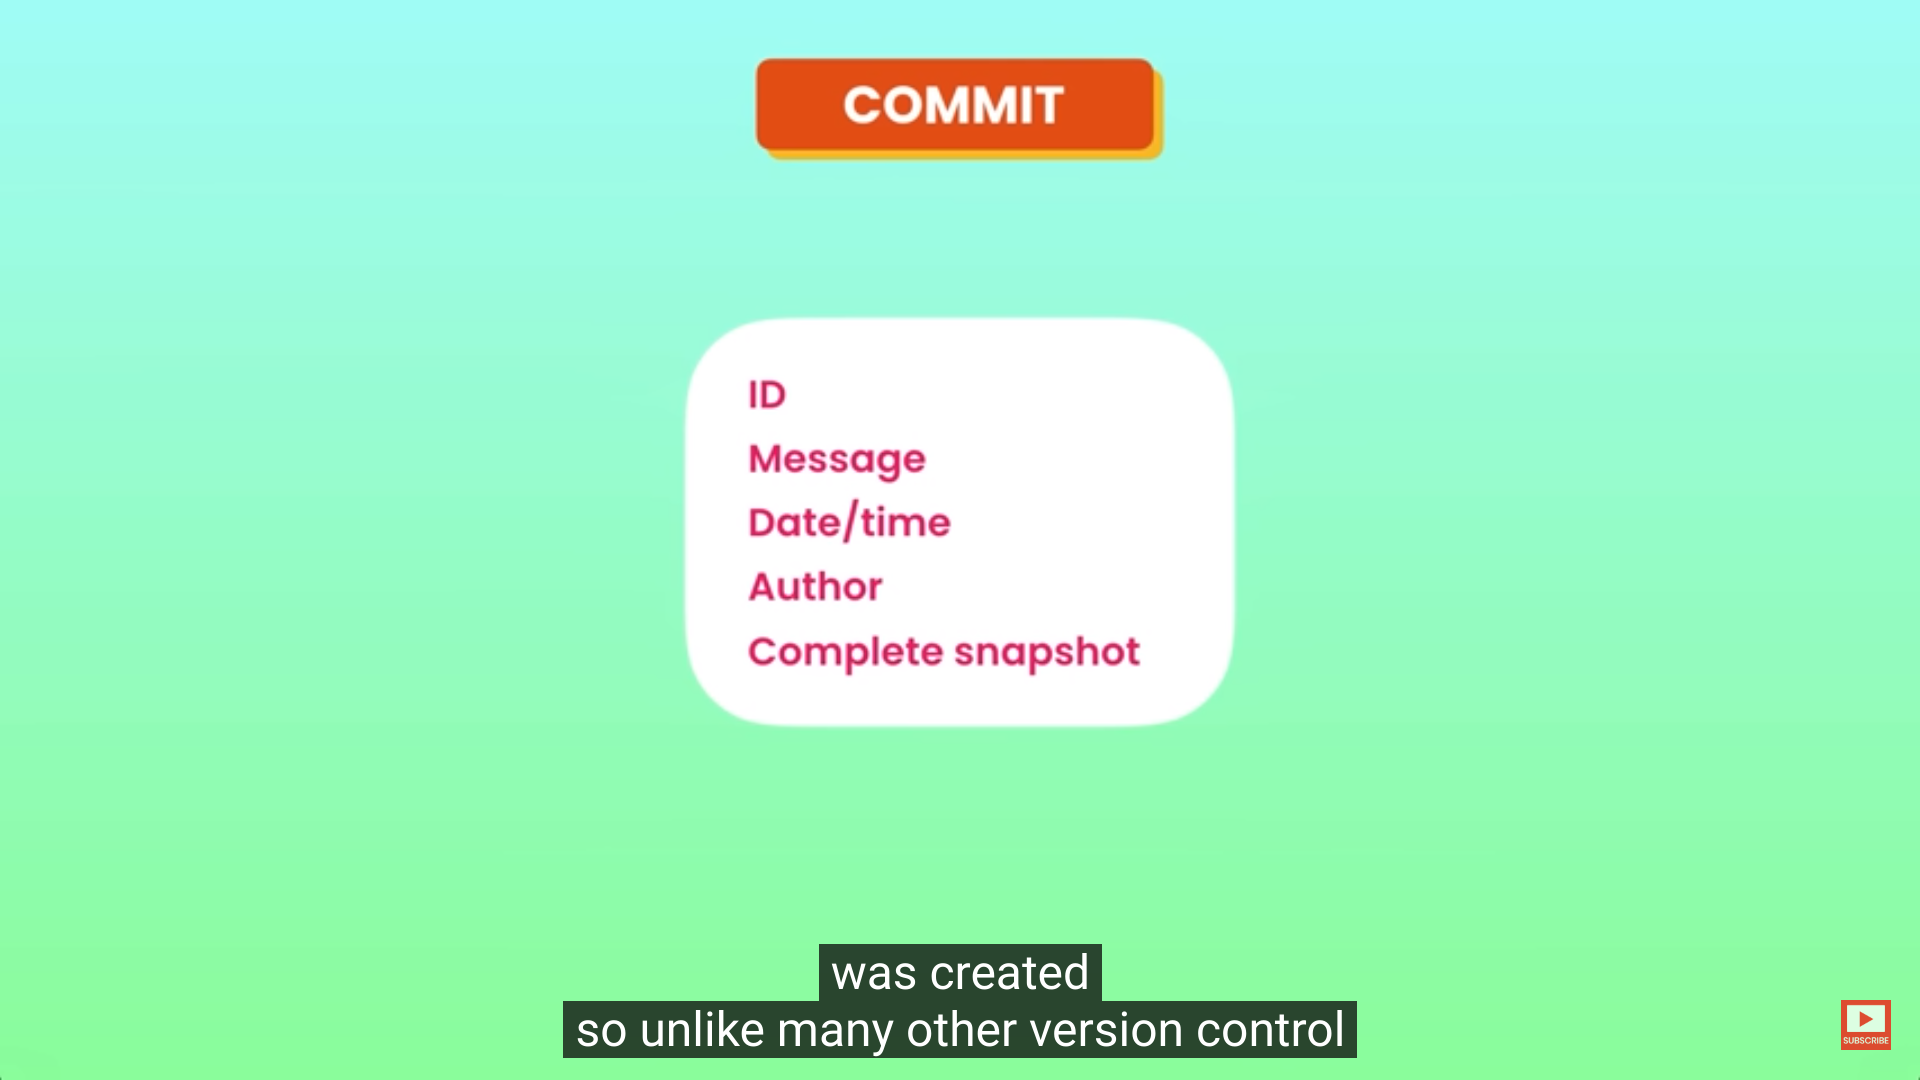 COMMIT
ID
Message
Date/time
Author
Complete snapshot
was created
so unlike many other version control
SUBSCRIBE